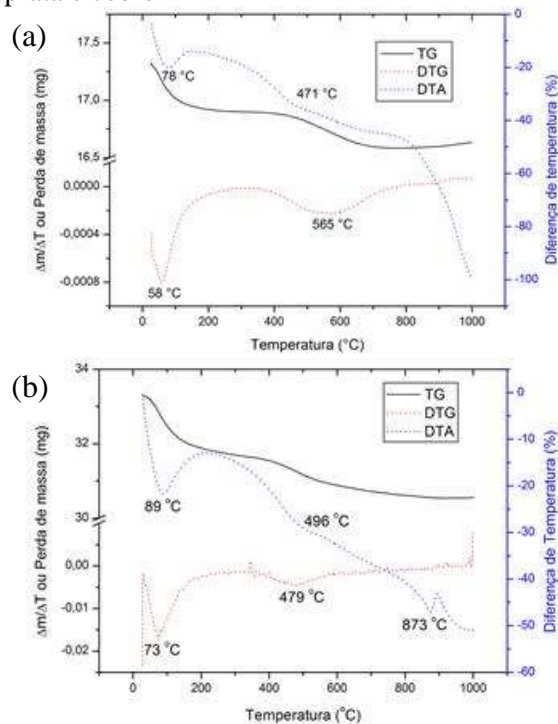 (a)
17,5
17,0
16,5
0,0000
-0,0004
-0,0008
Δm/ΔT ou Perda de massa (mg)
0
-20
-40
-60
-80
-100
Diferença de temperatura (%)
TG
DTG
DTA
78 °C
471 °C
565 °C
58 °C
0 200 400 600 800 1000
Temperatura (°C)
(b)
34
32
30
0,00
-0,01
-0,02
Δm/ΔT ou Perda de massa (mg)
0
-10
-20
-30
-40
-50
-60
Diferença de Temperatura (%)
TG
DTG
DTA
89 °C
496 °C
479 °C
873 °C
73 °C
0 200 400 600 800 1000
Temperatura (°C)